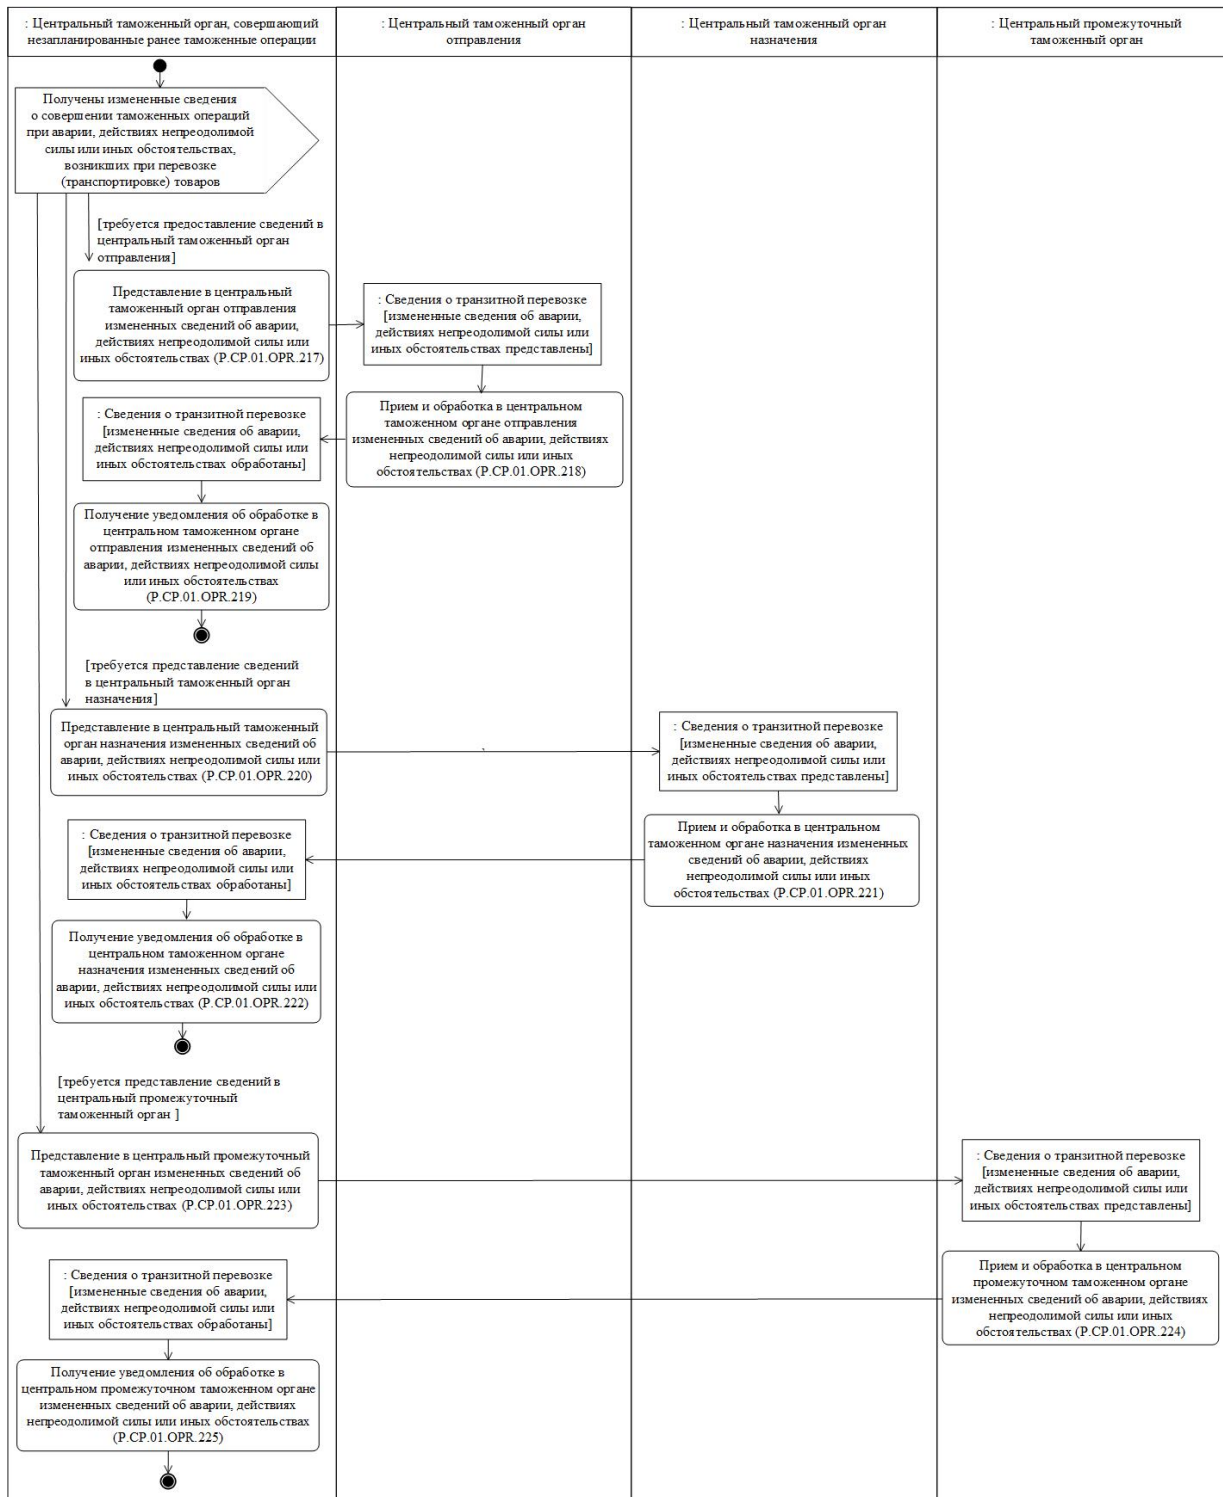 : Центральный таможенный орган, совершающий
незапланированные ранее таможенные операции
: Центральный таможенный орган
отправления
: Центральный таможенный орган
назначения
: Центральный промежуточный
таможенный орган
Получены измененные сведения
о совершении таможенных операций
при аварии, действиях непреодолимой
силы или иных обстоятельствах,
возникших при перевозке
(транспортировке) товаров
[требуется предоставление сведений в
центральный таможенный орган
отправления]
Представление в центральный
таможенный орган отправления
измененных сведений об аварии,
действиях непреодолимой силы или
иных обстоятельствах (P.CP.01.OPR.217)
: Сведения о транзитной перевозке
[измененные сведения об аварии,
действиях непреодолимой силы или
иных обстоятельствах представлены]
: Сведения о транзитной перевозке
[измененные сведения об аварии,
действиях непреодолимой силы или
иных обстоятельствах обработаны]
Прием и обработка в центральном
таможенном органе отправления
измененных сведений об аварии, действиях
непреодолимой силы или иных
обстоятельствах (P.CP.01.OPR.218)
Получение уведомления об обработке в
центральном таможенном органе
отправления измененных сведений об
аварии, действиях непреодолимой силы
или иных обстоятельствах
(P.CP.01.OPR.219)
[требуется представление сведений
в центральный таможенный орган
назначения]
Представление в центральный таможенный
орган назначения измененных сведений об
аварии, действиях непреодолимой силы или
иных обстоятельствах (P.CP.01.OPR.220)
: Сведения о транзитной перевозке
[измененные сведения об аварии,
действиях непреодолимой силы или
иных обстоятельствах представлены]
: Сведения о транзитной перевозке
[измененные сведения об аварии,
действиях непреодолимой силы или
иных обстоятельствах обработаны]
Прием и обработка в центральном
таможенном органе назначения измененных
сведений об аварии, действиях
непреодолимой силы или иных
обстоятельствах (P.CP.01.OPR.221)
Получение уведомления об обработке в
центральном таможенном органе
назначения измененных сведений об
аварии, действиях непреодолимой силы или
иных обстоятельствах (P.CP.01.OPR.222)
[требуется представление сведений в
центральный промежуточный
таможенный орган ]
Представление в центральный промежуточный
таможенный орган измененных сведений об
аварии, действиях непреодолимой силы или
иных обстоятельствах (P.CP.01.OPR.223)
: Сведения о транзитной перевозке
[измененные сведения об аварии,
действиях непреодолимой силы или
иных обстоятельствах представлены]
: Сведения о транзитной перевозке
[измененные сведения об аварии,
действиях непреодолимой силы или
иных обстоятельствах обработаны]
Прием и обработка в центральном
промежуточном таможенном органе
измененных сведений об аварии, действиях
непреодолимой силы или иных
обстоятельствах (P.CP.01.OPR.224)
Получение уведомления об обработке в
центральном промежуточном таможенном органе
измененных сведений об аварии, действиях
непреодолимой силы или иных обстоятельствах
(P.CP.01.OPR.225)